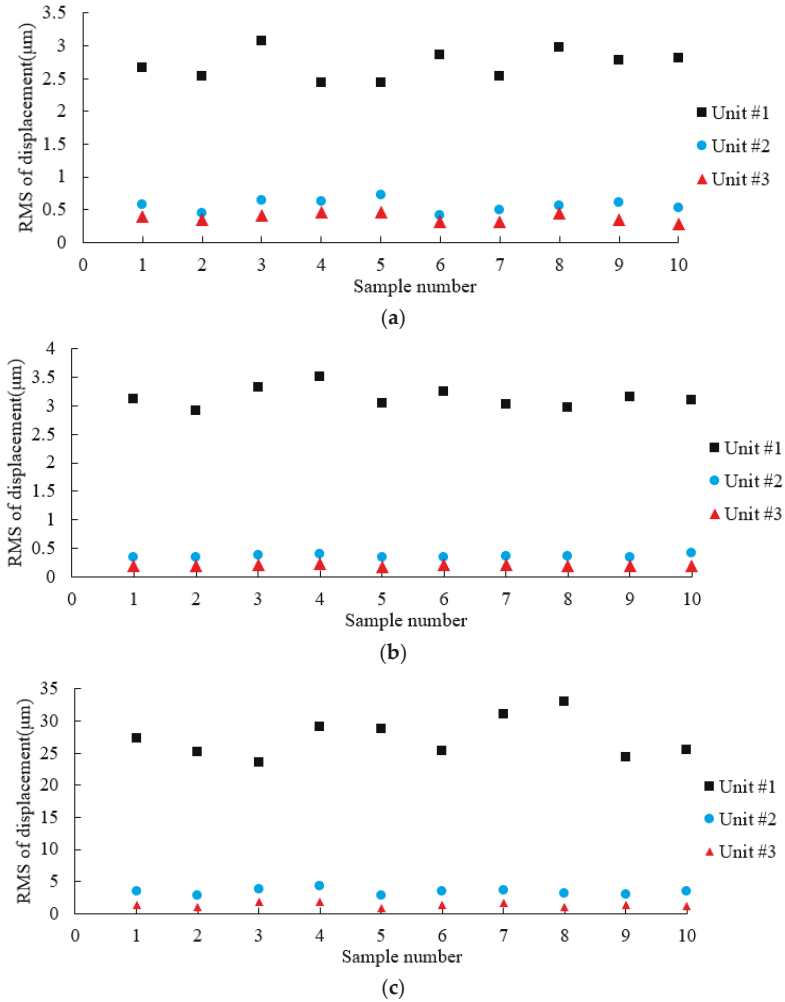 RMS of displacement(μm)
3.5
3
2.5
2
1.5
1
0.5
0
0 1 2 3 4 5 6 7 8 9 10
Sample number
Unit #1
Unit #2
Unit #3
(a)
RMS of displacement(μm)
4
3.5
3
2.5
2
1.5
1
0.5
0
0 1 2 3 4 5 6 7 8 9 10
Sample number
Unit #1
Unit #2
Unit #3
(b)
RMS of displacement(μm)
35
30
25
20
15
10
5
0
0 1 2 3 4 5 6 7 8 9 10
Sample number
Unit #1
Unit #2
Unit #3
(c)